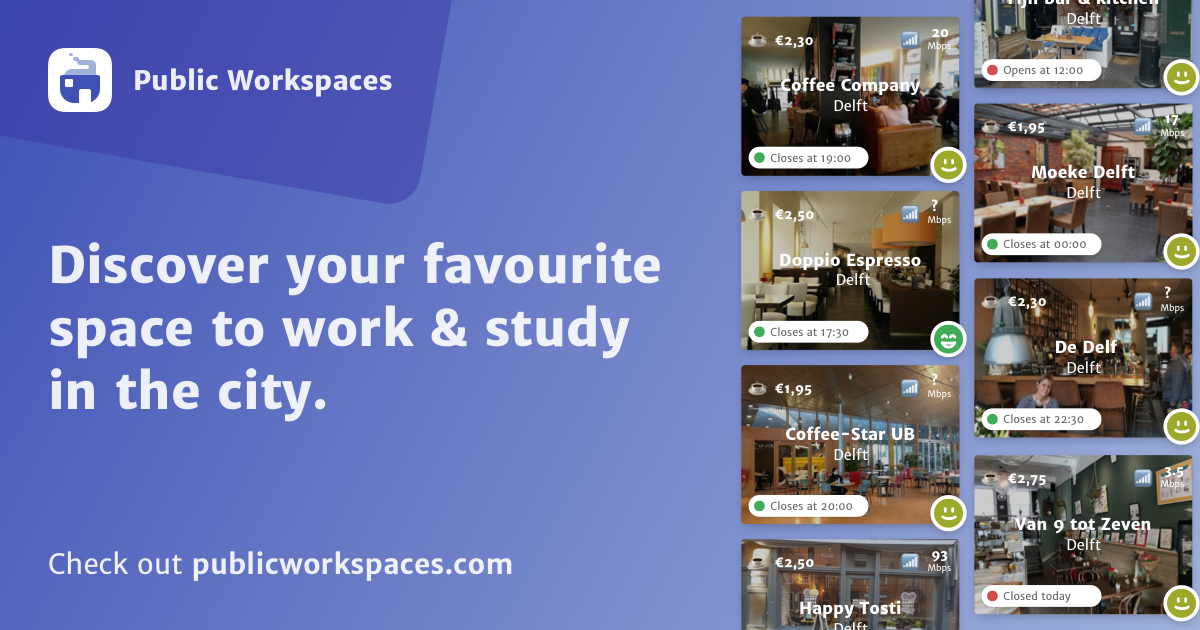 Public Workspaces
Discover your favourite
space to work & study
in the city.
Check out publicworkspaces.com
€2,30
20
Mbps
Coffee Company
Delft
Closes at 19:00
€2,50
?
Mbps
Doppio Espresso
Delft
Closes at 17:30
€1,95
?
Mbps
Coffee-Star UB
Delft
Closes at 20:00
€2,50
93
Mbps
Happy Tosti
Delft
Bar & Kitchen
Delft
Opens at 12:00
€1,95
17
Mbps
Moeke Delft
Delft
Closes at 00:00
€2,30
?
Mbps
De Delf
Delft
Closes at 22:30
€2,75
3.5
Mbps
Van 9 tot Zeven
Delft
Closed today